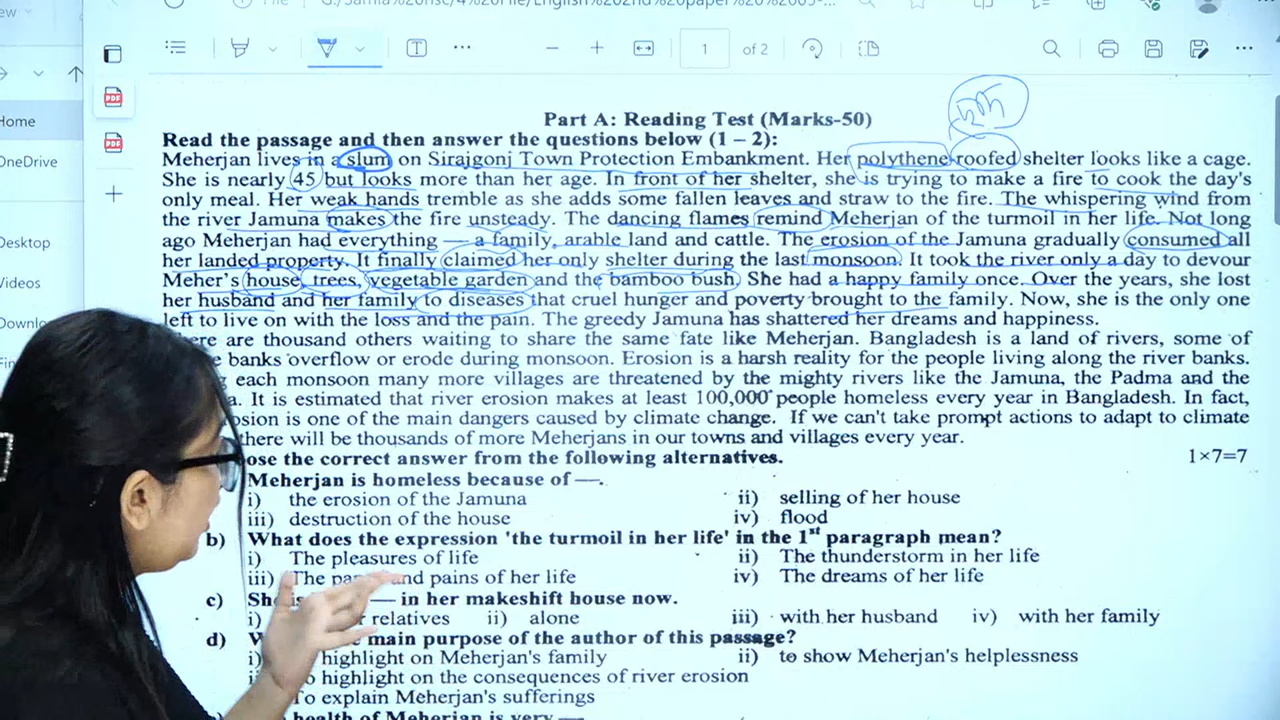 1 of 2
Home
OneDrive
Desktop
Videos
Part A: Reading Test (Marks-50)
Read the passage and then answer the questions below (1 – 2):
Meherjan lives in a slum on Sirajgonj Town Protection Embankment. Her polythene roofed shelter looks like a cage.
She is nearly 45 but looks more than her age. In front of her shelter, she is trying to make a fire to cook the day's
only meal. Her weak hands tremble as she adds some fallen leaves and straw to the fire. The whispering wind from
the river Jamuna makes the fire unsteady. The dancing flames remind Meherjan of the turmoil in her life. Not long
ago Meherjan had everything — a family, arable land and cattle. The erosion of the Jamuna gradually consumed all
her landed property. It finally claimed her only shelter during the last monsoon. It took the river only a day to devour
Meher's house, trees, vegetable garden and the bamboo bush. She had a happy family once. Over the years, she lost
her husband and her family to diseases that cruel hunger and poverty brought to the family. Now, she is the only one
left to live on with the loss and the pain. The greedy Jamuna has shattered her dreams and happiness.
are thousand others waiting to share the same fate like Meherjan. Bangladesh is a land of rivers, some of
banks overflow or erode during monsoon. Erosion is a harsh reality for the people living along the river banks.
each monsoon many more villages are threatened by the mighty rivers like the Jamuna, the Padma and the
It is estimated that river erosion makes at least 100,000 people homeless every year in Bangladesh. In fact,
is one of the main dangers caused by climate change. If we can't take prompt actions to adapt to climate
there will be thousands of more Meherjans in our towns and villages every year.
the correct answer from the following alternatives. 1×7=7
Meherjan is homeless because of —.
i) the erosion of the Jamuna ii) selling of her house
iii) destruction of the house iv) flood
b) What does the expression 'the turmoil in her life' in the 1st paragraph mean?
i) The pleasures of life ii) The thunderstorm in her life
iii) The and pains of her life iv) The dreams of her life
c) — in her makeshift house now.
i) relatives ii) alone iii) with her husband iv) with her family
d) main purpose of the author of this passage?
i) highlight on Meherjan's family ii) to show Meherjan's helplessness
highlight on the consequences of river erosion
To explain Meherjan's sufferings
health of Meherjan is very —